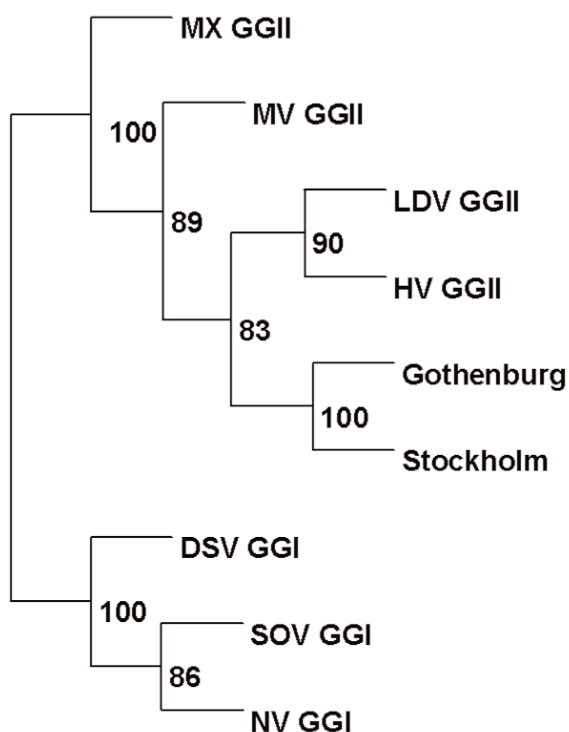 MX GGII
100
MV GGII
89
LDV GGII
90
HV GGII
83
Gothenburg
100
Stockholm
DSV GGI
100
SOV GGI
86
NV GGI